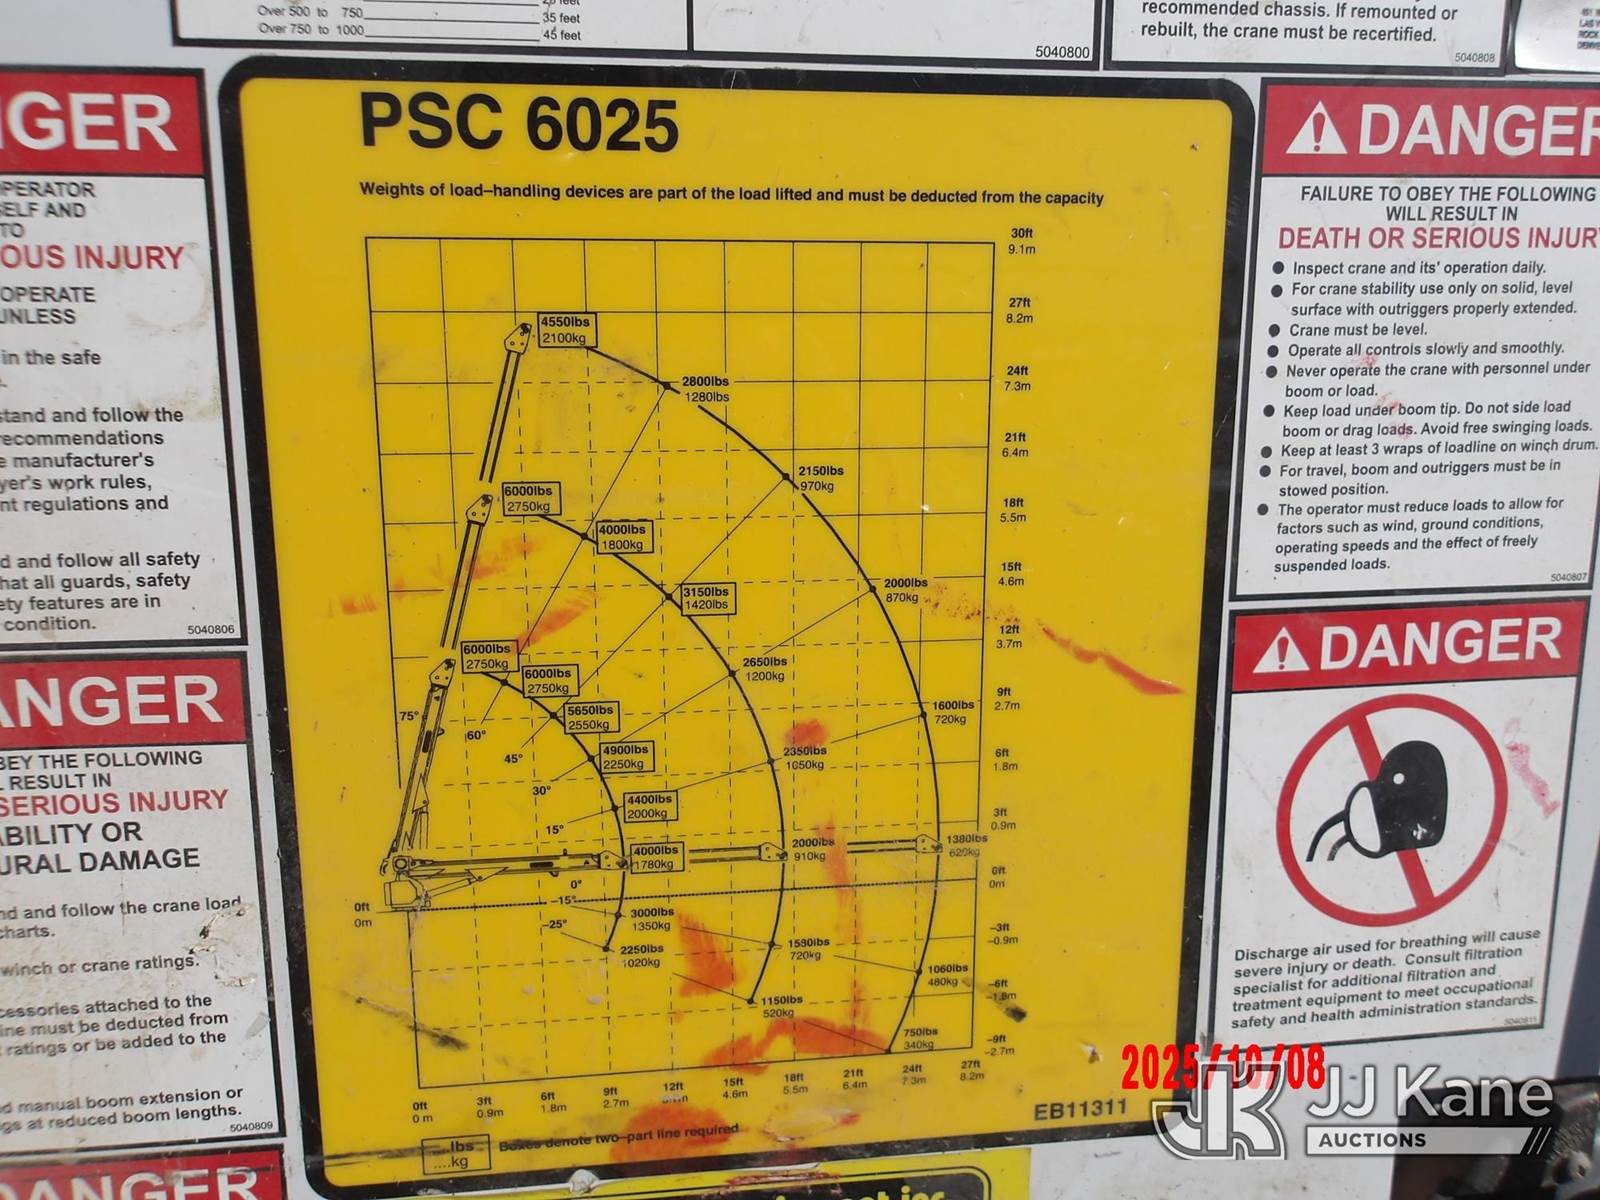 Over 500 to 750 35 feet
Over 750 to 1000 45 feet
5040800
recommended chassis. If remounted or
rebuilt, the crane must be recertified.
5040808
PSC 6025
Weights of load-handling devices are part of the load lifted and must be deducted from the capacity
30ft
9.1m
27ft
8.2m
24ft
7.3m
21ft
6.4m
18ft
5.5m
15ft
4.6m
12ft
3.7m
9ft
2.7m
6ft
1.8m
3ft
0.9m
0ft
0m
-3ft
-0.9m
-6ft
-1.8m
-9ft
-2.7m
4550lbs
2100kg
2800lbs
1280lbs
2150lbs
970kg
2000lbs
870kg
1600lbs
720kg
1380lbs
620kg
1060lbs
480kg
750lbs
340kg
6000lbs
2750kg
4000lbs
1800kg
3150lbs
1420lbs
2650lbs
1200kg
2350lbs
1050kg
2000lbs
910kg
1580lbs
720kg
1150lbs
520kg
6000lbs
2750kg
6000lbs
2750kg
5650lbs
2550kg
4900lbs
2250kg
4400lbs
2000kg
4000lbs
1780kg
3000lbs
1350kg
2250lbs
1020kg
75°
60°
45°
30°
15°
0°
-15°
-25°
0ft
0m
0ft
0 m
3ft
0.9m
6ft
1.8m
9ft
2.7m
12ft
15ft
4.6m
18ft
5.5m
21ft
6.4m
24ft
7.3m
27ft
8.2m
EB11311
....lbs
....kg
Boxes denote two-part line required
GER
OPERATOR
SELF AND
TO
OUS INJURY
OPERATE
UNLESS
in the safe
stand and follow the
recommendations
e manufacturer's
yer's work rules,
nt regulations and
d and follow all safety
hat all guards, safety
ety features are in
condition.
5040806
ANGER
BEY THE FOLLOWING
L RESULT IN
SERIOUS INJURY
ABILITY OR
URAL DAMAGE
nd and follow the crane load
charts.
winch or crane ratings.
cessories attached to the
ine must be deducted from
ratings or be added to the
d manual boom extension or
gs at reduced boom lengths.
5040809
DANGER
DANGER
FAILURE TO OBEY THE FOLLOWING
WILL RESULT IN
DEATH OR SERIOUS INJURY
● Inspect crane and its' operation daily.
● For crane stability use only on solid, level
surface with outriggers properly extended.
● Crane must be level.
● Operate all controls slowly and smoothly.
● Never operate the crane with personnel under
boom or load.
● Keep load under boom tip. Do not side load
boom or drag loads. Avoid free swinging loads.
● Keep at least 3 wraps of loadline on winch drum.
● For travel, boom and outriggers must be in
stowed position.
● The operator must reduce loads to allow for
factors such as wind, ground conditions,
operating speeds and the effect of freely
suspended loads.
5040807
DANGER
Discharge air used for breathing will cause
severe injury or death. Consult filtration
specialist for additional filtration and
treatment equipment to meet occupational
safety and health administration standards.
5040811
2025/10/08
JK JJ Kane
AUCTIONS